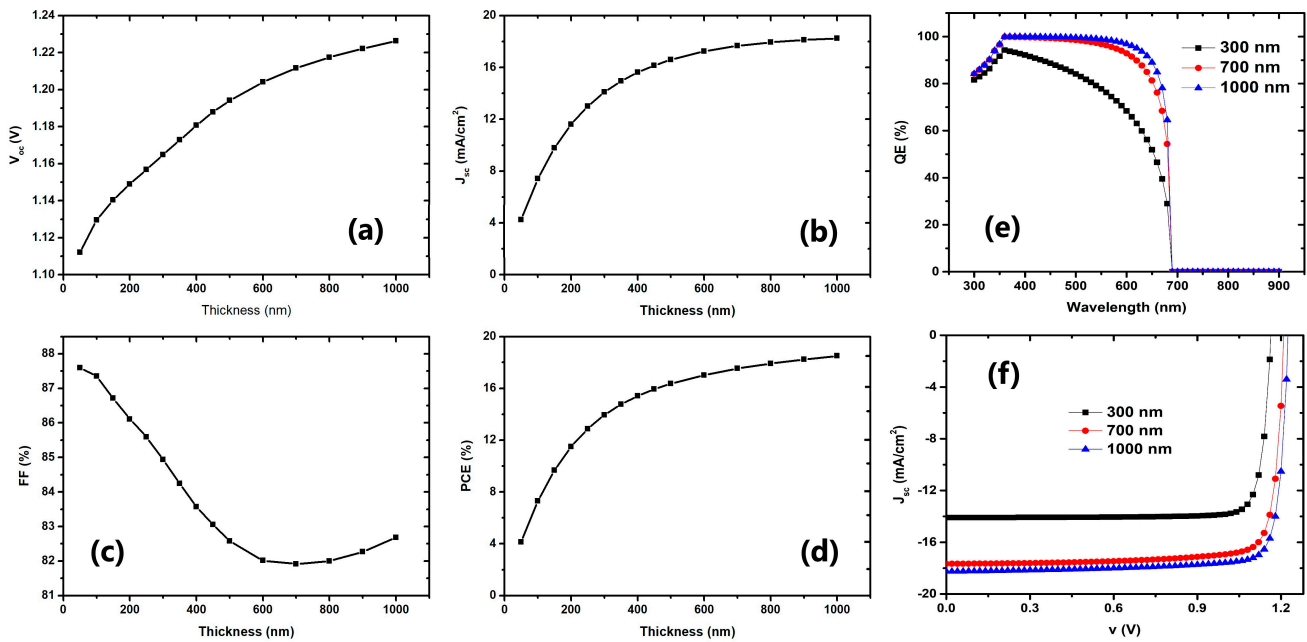 1.24
1.22
1.20
1.18
1.16
1.14
1.12
1.10
V_oc (V)
0 200 400 600 800 1000
Thickness (nm)
(a)
20
16
12
8
4
0
J_sc (mA/cm²)
0 200 400 600 800 1000
Thickness (nm)
(b)
100
80
60
40
20
0
QE (%)
300 400 500 600 700 800 900
Wavelength (nm)
300 nm
700 nm
1000 nm
(e)
88
87
86
85
84
83
82
81
FF (%)
0 200 400 600 800 1000
Thickness (nm)
(c)
20
16
12
8
4
0
PCE (%)
0 200 400 600 800 1000
Thickness (nm)
(d)
0
-4
-8
-12
-16
-20
J_sc (mA/cm²)
0.0 0.3 0.6 0.9 1.2
v (V)
300 nm
700 nm
1000 nm
(f)